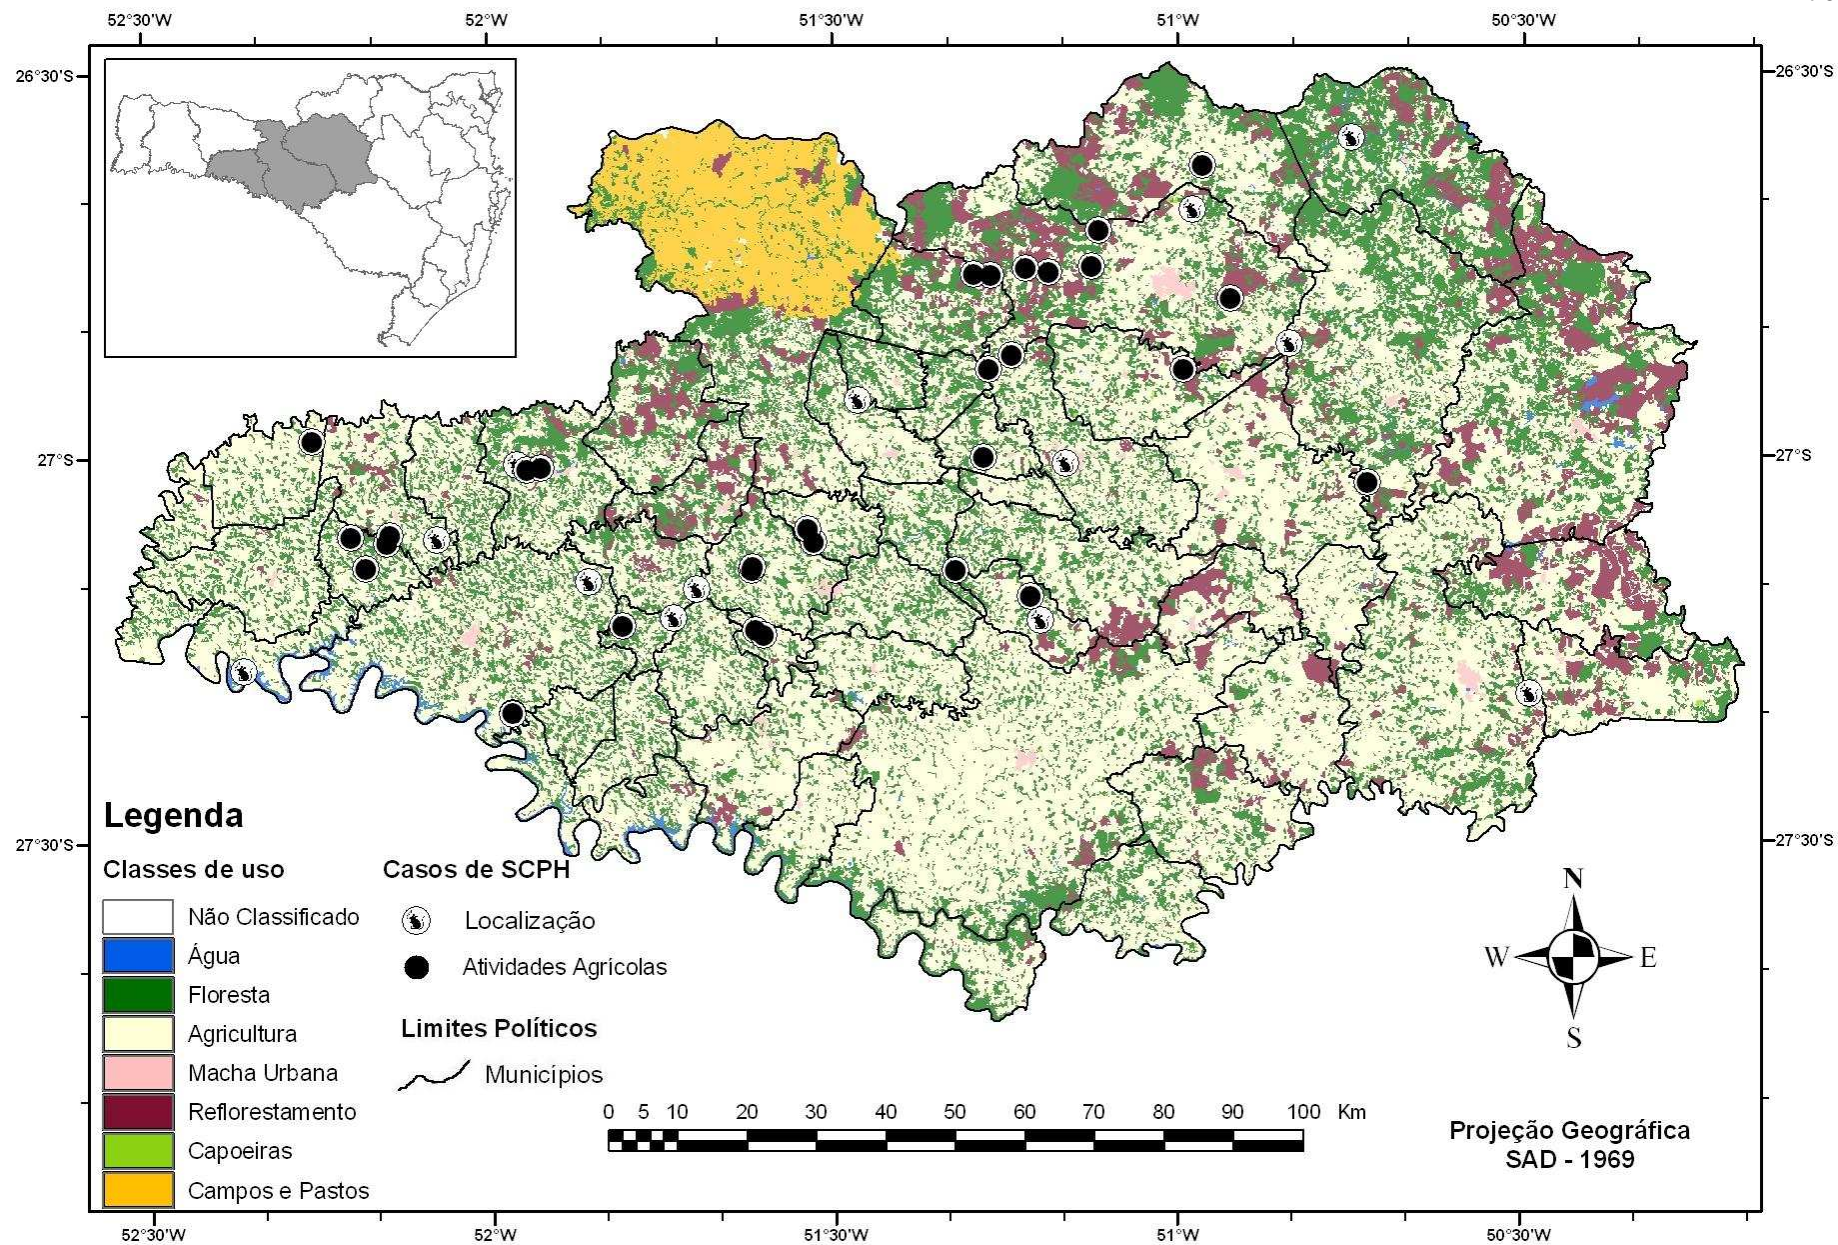 52°30'W 52°W 51°30'W 51°W 50°30'W
26°30'S 26°30'S
27°S 27°S
27°30'S 27°30'S
Legenda
Classes de uso
Não Classificado
Água
Floresta
Agricultura
Macha Urbana
Reflorestamento
Capoeiras
Campos e Pastos
Casos de SCPH
Localização
Atividades Agrícolas
Limites Políticos
Municípios
0 5 10 20 30 40 50 60 70 80 90 100 Km
N
W E
S
Projeção Geográfica
SAD - 1969
52°30'W 52°W 51°30'W 51°W 50°30'W